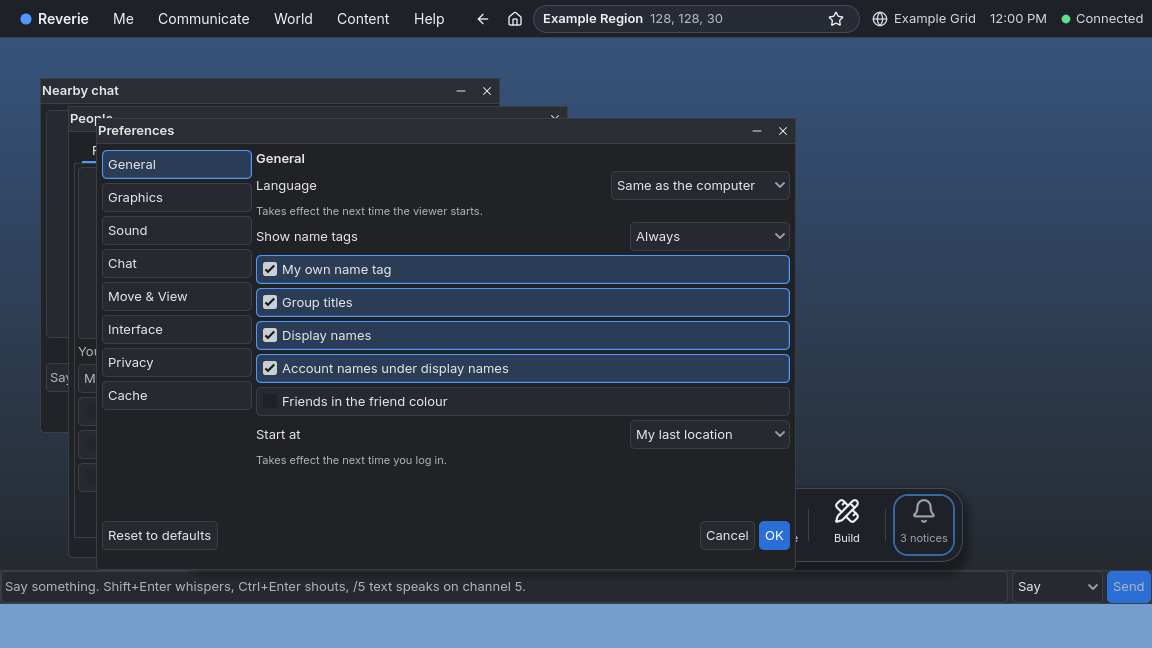 Reverie Me Communicate World Content Help Example Region 128, 128, 30 Example Grid 12:00 PM Connected
Nearby chat
People
Preferences
General
Graphics
Sound
Chat
Move & View
Interface
Privacy
Cache
General
Language Same as the computer
Takes effect the next time the viewer starts.
Show name tags Always
My own name tag
Group titles
Display names
Account names under display names
Friends in the friend colour
Start at My last location
Takes effect the next time you log in.
Reset to defaults Cancel OK
Build 3 notices
Say something. Shift+Enter whispers, Ctrl+Enter shouts, /5 text speaks on channel 5. Say Send